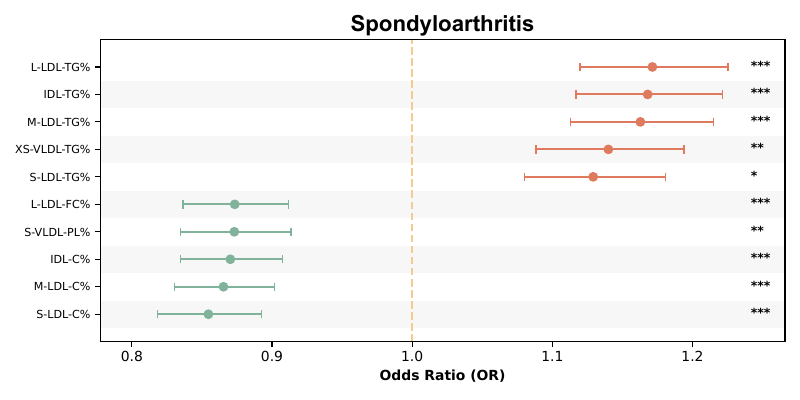 Spondyloarthritis
L-LDL-TG% ***
IDL-TG% ***
M-LDL-TG% ***
XS-VLDL-TG% **
S-LDL-TG% *
L-LDL-FC% ***
S-VLDL-PL% **
IDL-C% ***
M-LDL-C% ***
S-LDL-C% ***
0.8 0.9 1.0 1.1 1.2
Odds Ratio (OR)